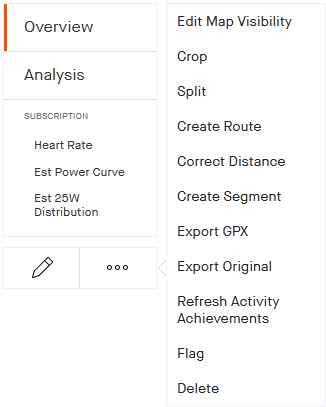 Overview
Analysis
SUBSCRIPTION
Heart Rate
Est Power Curve
Est 25W
Distribution
Edit Map Visibility
Crop
Split
Create Route
Correct Distance
Create Segment
Export GPX
Export Original
Refresh Activity
Achievements
Flag
Delete